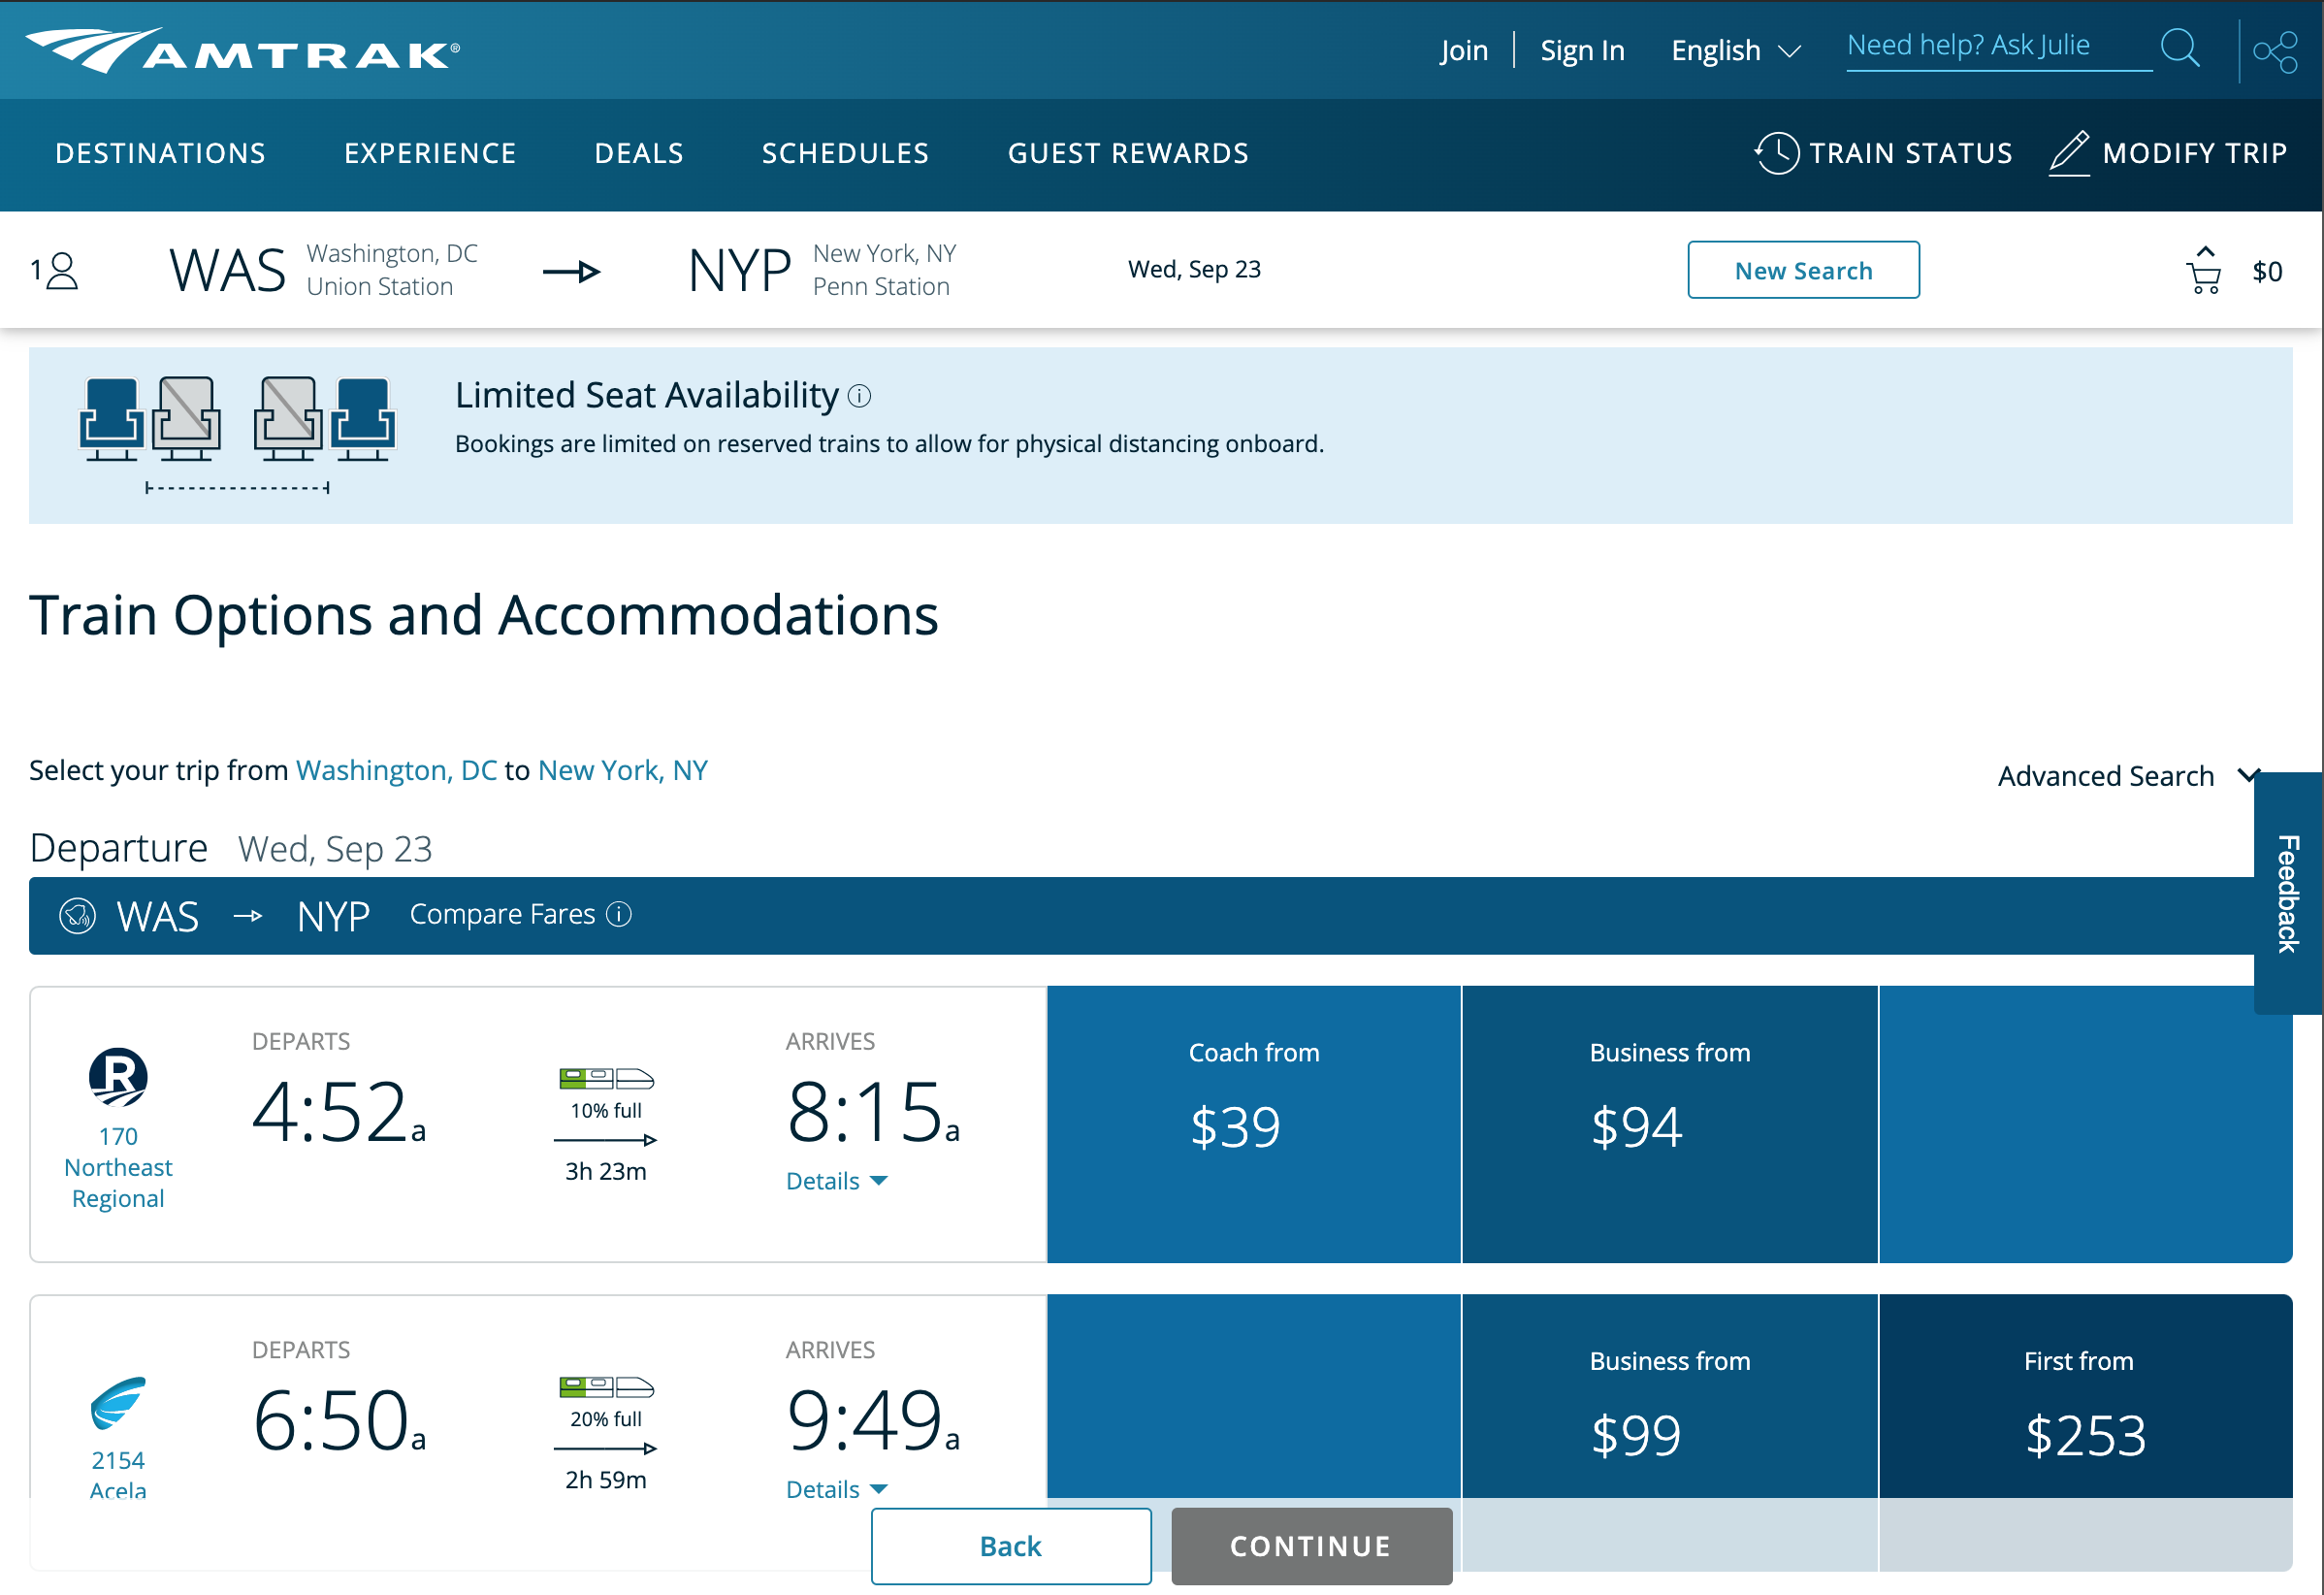 AMTRAK®
Join
Sign In
English
Need help? Ask Julie
DESTINATIONS
EXPERIENCE
DEALS
SCHEDULES
GUEST REWARDS
TRAIN STATUS
MODIFY TRIP
1
WAS
Washington, DC
Union Station
NYP
New York, NY
Penn Station
Wed, Sep 23
New Search
$0
Limited Seat Availability
Bookings are limited on reserved trains to allow for physical distancing onboard.
Train Options and Accommodations
Select your trip from Washington, DC to New York, NY
Advanced Search
Feedback
Departure Wed, Sep 23
WAS NYP Compare Fares
R
170
Northeast
Regional
DEPARTS
4:52a
10% full
3h 23m
ARRIVES
8:15a
Details
Coach from
$39
Business from
$94
2154
Acela
DEPARTS
6:50a
20% full
2h 59m
ARRIVES
9:49a
Details
Business from
$99
First from
$253
Back
CONTINUE